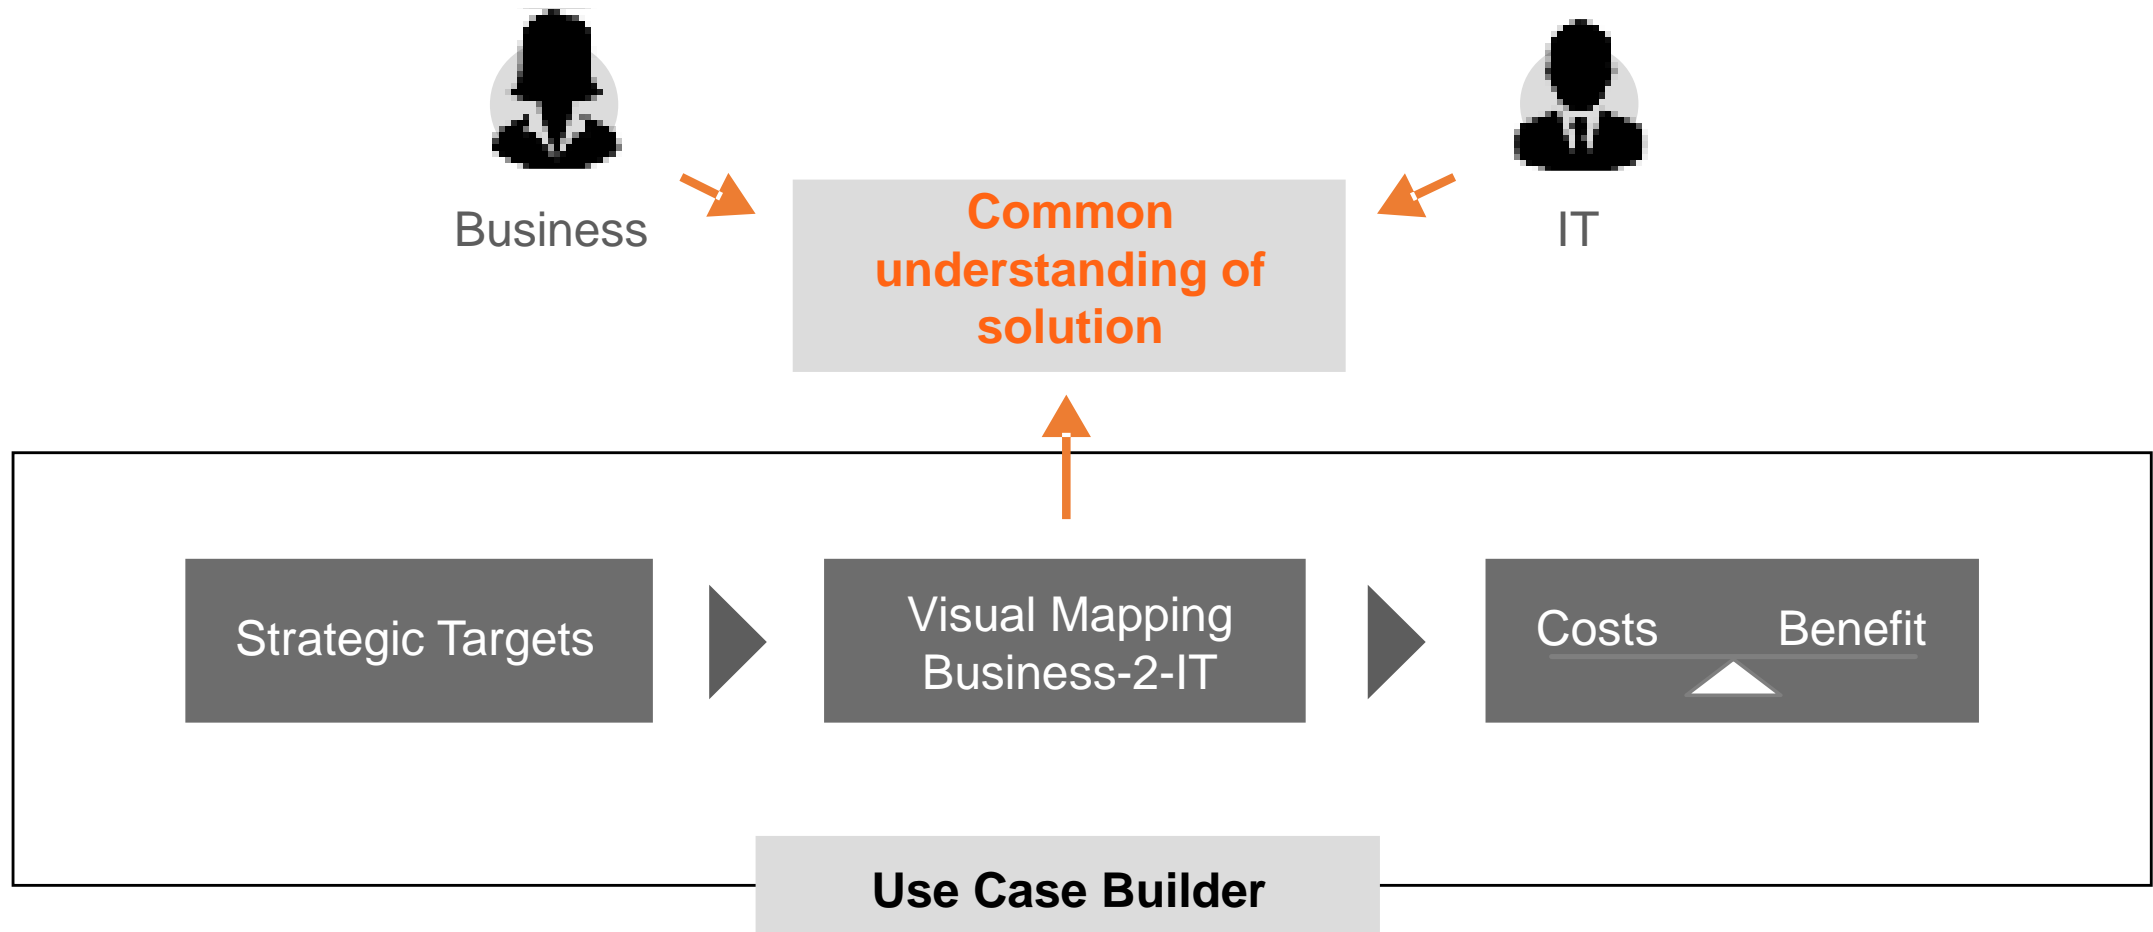 Business
Common
understanding of
solution
IT
Strategic Targets
Visual Mapping
Business-2-IT
Costs
Benefit
Use Case Builder